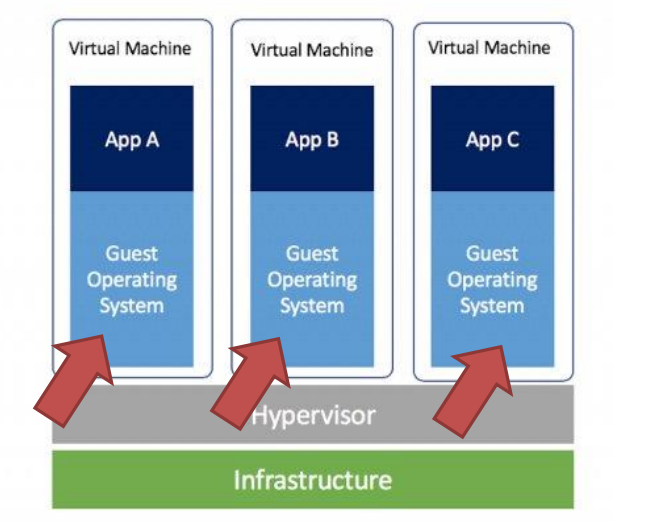 Virtual Machine
Virtual Machine
Virtual Machine
App A
App B
App C
Guest
Operating
System
Guest
Operating
System
Guest
Operating
System
Hypervisor
Infrastructure